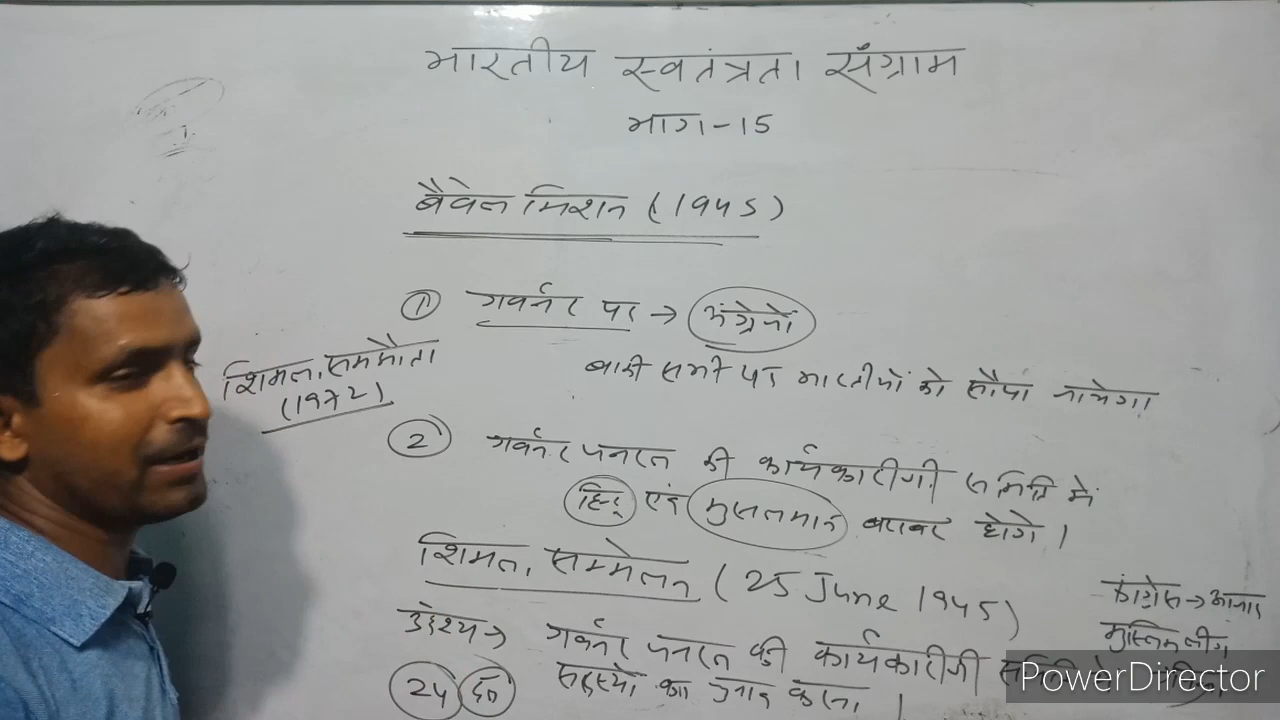 भारतीय स्वतंत्रता संग्राम
भाग-15
वैवेल मिशन (1945)
① गवर्नर पद → अंग्रेजों
बाकी सभी पद भारतीयों को सौंपा जायेगा
शिमला समझौता
(1972)
② गवर्नर जनरल की कार्यकारीणी समिति में
हिन्दू एवं मुसलमान बराबर होगे।
शिमला सम्मेलन (25 June 1945)
कांग्रेस → आजाद
मुस्लिम लीग
उद्देश्य → गवर्नर जनरल की कार्यकारीणी
24 दल सदस्यो का चुनाव करना।
PowerDirector